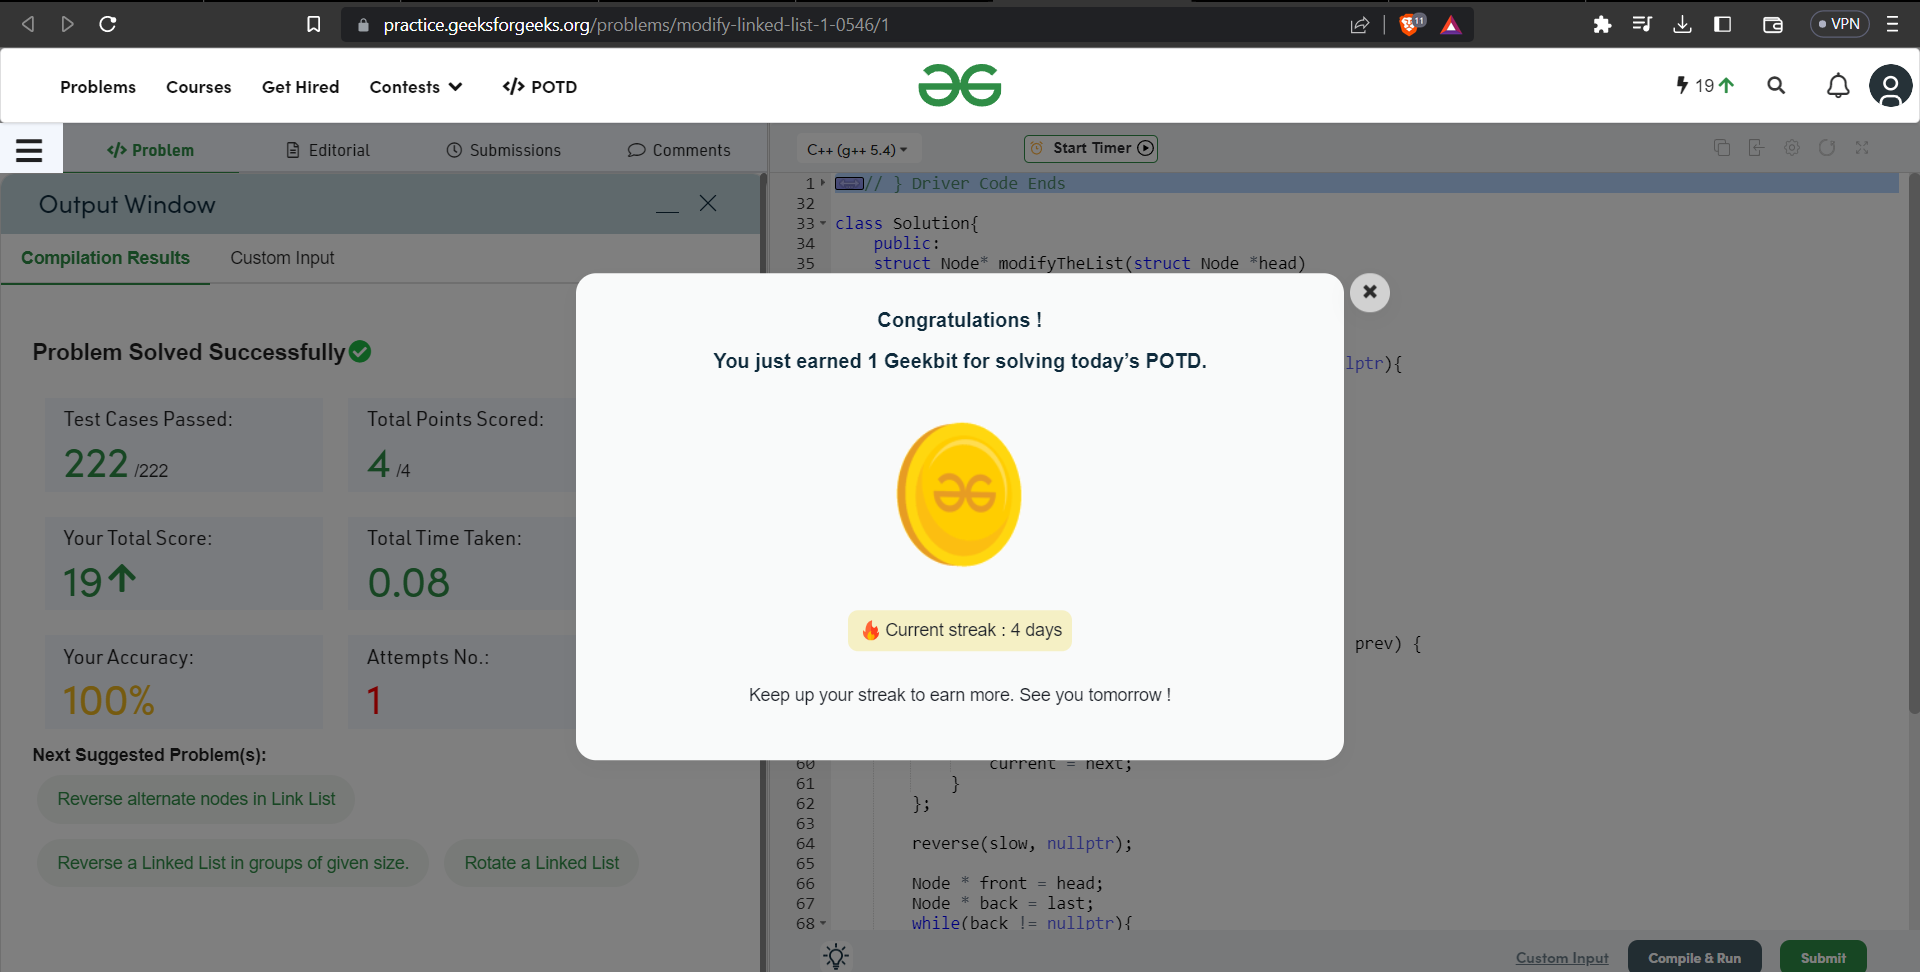 practice.geeksforgeeks.org/problems/modify-linked-list-1-0546/1
11
VPN
Problems
Courses
Get Hired
Contests
</> POTD
19
</> Problem
Editorial
Submissions
Comments
C++ (g++ 5.4)
Start Timer
Output Window
Compilation Results
Custom Input
Problem Solved Successfully
Test Cases Passed:
222 /222
Total Points Scored:
4 /4
Your Total Score:
19
Total Time Taken:
0.08
Your Accuracy:
100%
Attempts No.:
1
Next Suggested Problem(s):
Reverse alternate nodes in Link List
Reverse a Linked List in groups of given size.
Rotate a Linked List
1 // } Driver Code Ends
32
33 class Solution{
34 public:
35 struct Node* modifyTheList(struct Node *head)
lptr){
prev) {
60 current = next;
61 }
62 };
63
64 reverse(slow, nullptr);
65
66 Node * front = head;
67 Node * back = last;
68 while(back != nullptr){
Congratulations !
You just earned 1 Geekbit for solving today’s POTD.
Current streak : 4 days
Keep up your streak to earn more. See you tomorrow !
Custom Input
Compile & Run
Submit